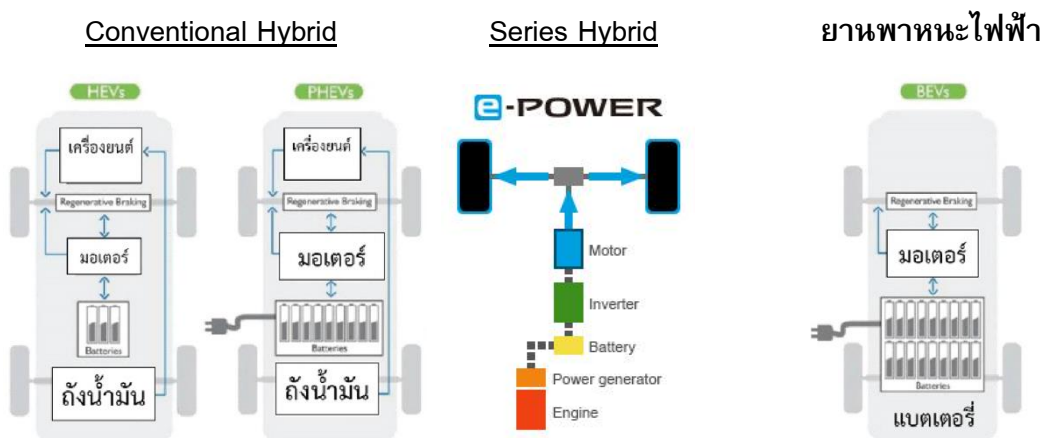 Conventional Hybrid
Series Hybrid
ยานพาหนะไฟฟ้า
HEVs
เครื่องยนต์
Regenerative Braking
มอเตอร์
Batteries
ถังน้ำมัน
PHEVs
เครื่องยนต์
Regenerative Braking
มอเตอร์
Batteries
ถังน้ำมัน
e-POWER
Motor
Inverter
Battery
Power generator
Engine
BEVs
Regenerative Braking
มอเตอร์
Batteries
แบตเตอรี่